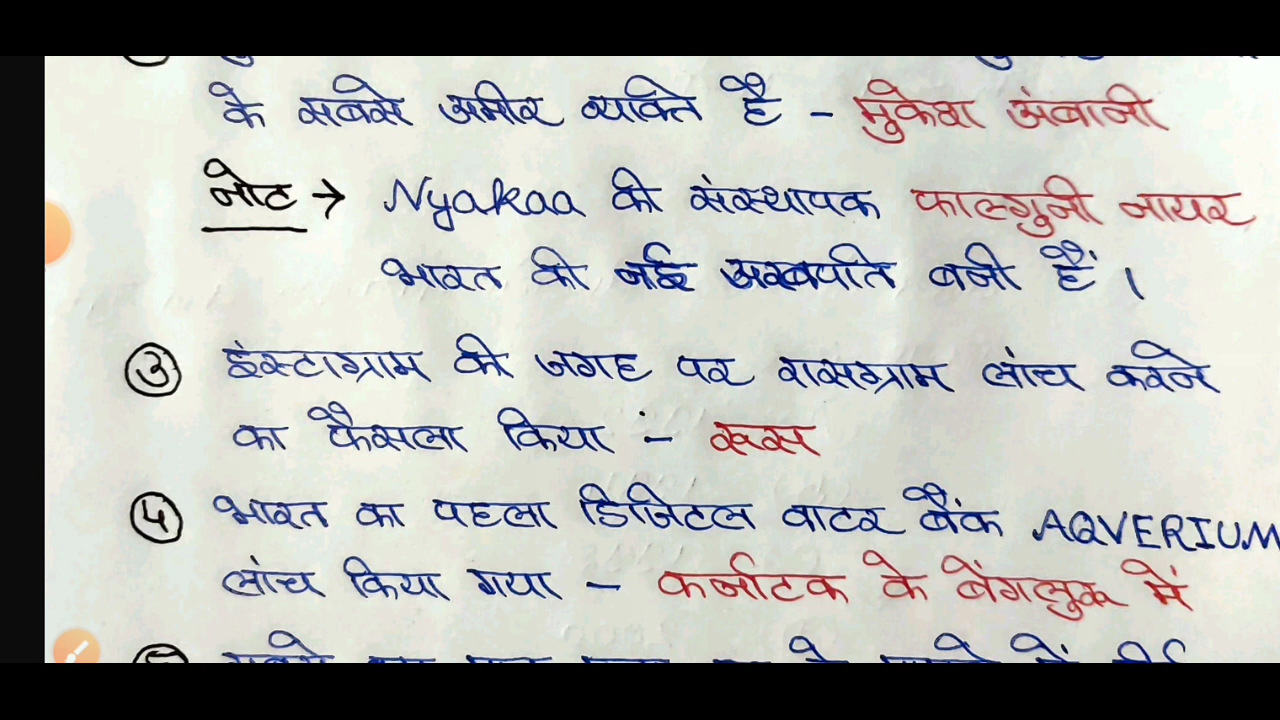 के सबसे अमीर व्यक्ति है - मुकेश अंबानी
नोट → Nyakaa की संस्थापक फाल्गुनी नायर
भारत की नई अरबपति बनी हैं।
③ इंस्टाग्राम की जगह पर रासग्राम लांच करने
का फैसला किया :- रूस
④ भारत का पहला डिजिटल वाटर बैंक AQVERIUM
लांच किया गया - कर्नाटक के बेंगलुरू में